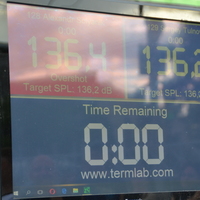 136.4
136.2
Overshot
Target SPL: 136.2 dB
Target SPL: 136.2
Time Remaining
0:00
www.termlab.com